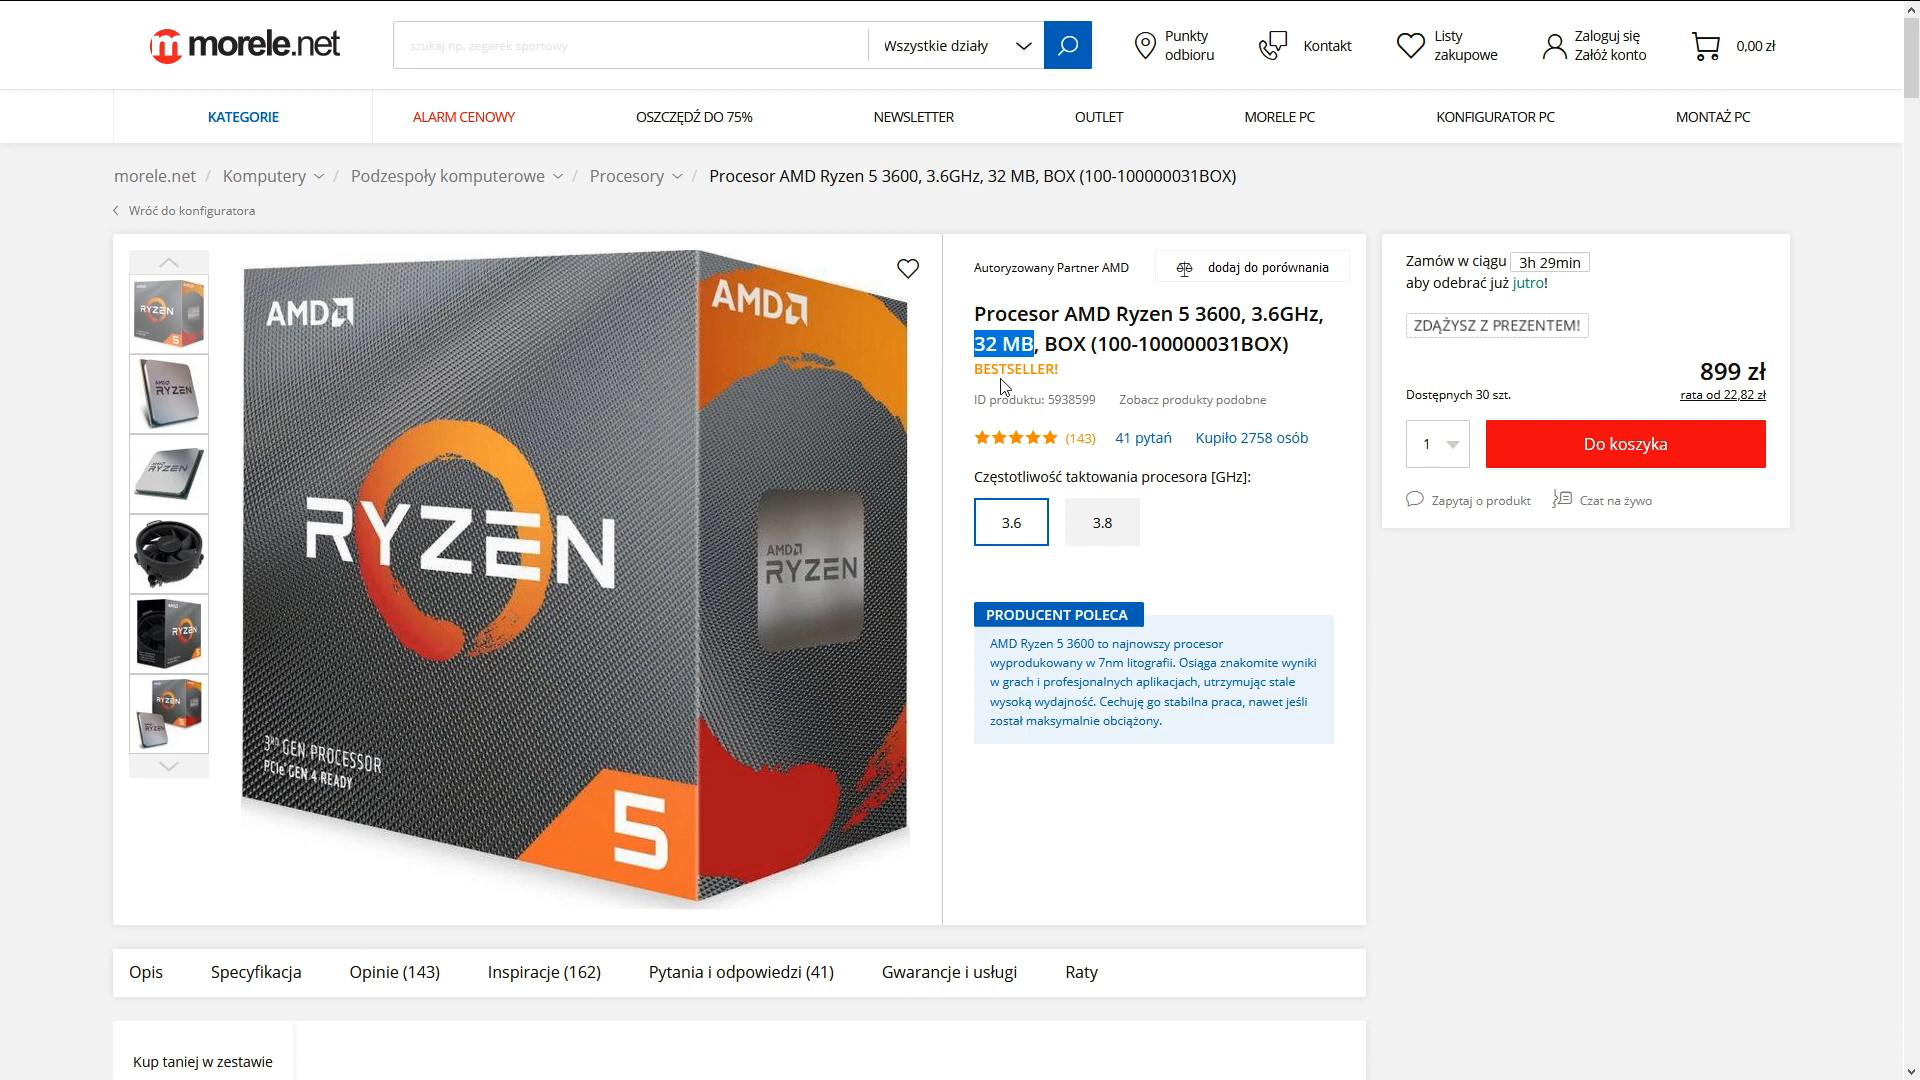 morele.net
szukaj np. zegarek sportowy
Wszystkie działy
Punkty odbioru
Kontakt
Listy zakupowe
Zaloguj się
Załóż konto
0,00 zł
KATEGORIE
ALARM CENOWY
OSZCZĘDŹ DO 75%
NEWSLETTER
OUTLET
MORELE PC
KONFIGURATOR PC
MONTAŻ PC
morele.net / Komputery / Podzespoły komputerowe / Procesory / Procesor AMD Ryzen 5 3600, 3.6GHz, 32 MB, BOX (100-100000031BOX)
Wróć do konfiguratora
AMD
RYZEN
3RD GEN PROCESSOR
PCIe GEN 4 READY
5
AMD
AMD
RYZEN
Autoryzowany Partner AMD
dodaj do porównania
Procesor AMD Ryzen 5 3600, 3.6GHz,
32 MB, BOX (100-100000031BOX)
BESTSELLER!
ID produktu: 5938599
Zobacz produkty podobne
(143)
41 pytań
Kupiło 2758 osób
Częstotliwość taktowania procesora [GHz]:
3.6
3.8
PRODUCENT POLECA
AMD Ryzen 5 3600 to najnowszy procesor
wyprodukowany w 7nm litografii. Osiąga znakomite wyniki
w grach i profesjonalnych aplikacjach, utrzymując stale
wysoką wydajność. Cechuję go stabilna praca, nawet jeśli
został maksymalnie obciążony.
Zamów w ciągu 3h 29min
aby odebrać już jutro!
ZDĄŻYSZ Z PREZENTEM!
899 zł
Dostępnych 30 szt.
rata od 22,82 zł
1
Do koszyka
Zapytaj o produkt
Czat na żywo
Opis
Specyfikacja
Opinie (143)
Inspiracje (162)
Pytania i odpowiedzi (41)
Gwarancje i usługi
Raty
Kup taniej w zestawie